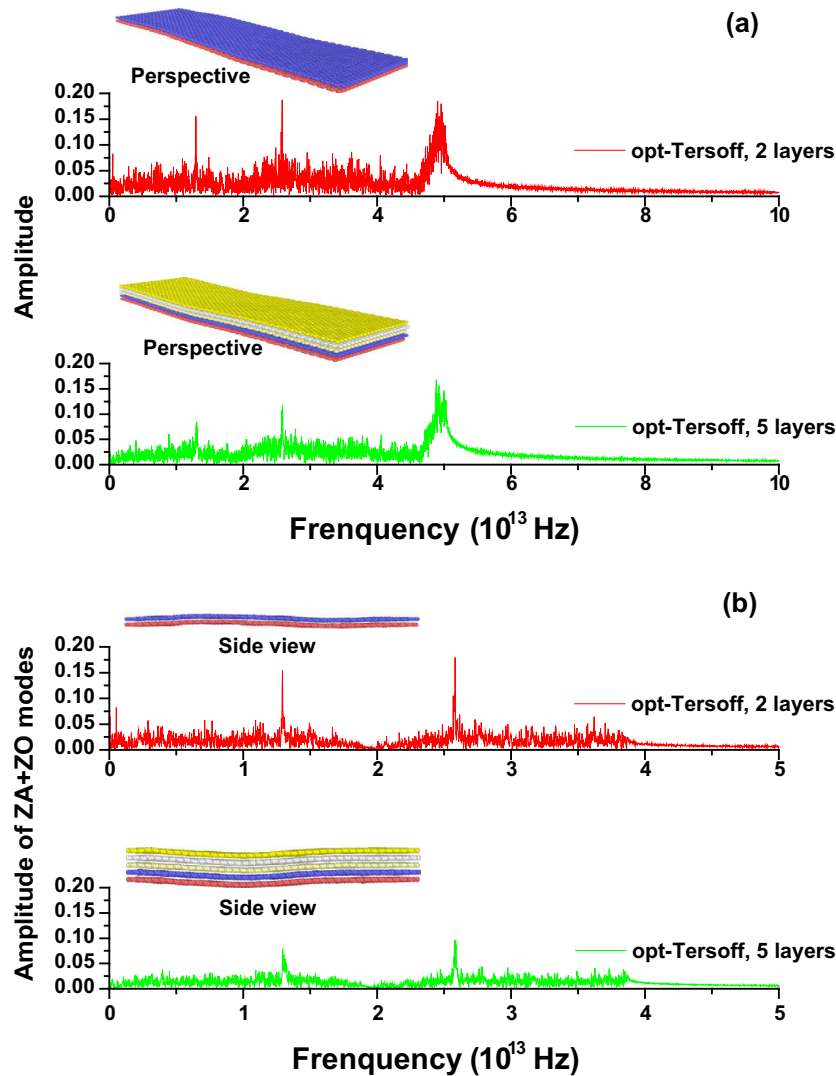 (a)
Perspective
0.20
0.15
0.10
0.05
0.00
opt-Tersoff, 2 layers
0 2 4 6 8 10
Amplitude
Perspective
0.20
0.15
0.10
0.05
0.00
opt-Tersoff, 5 layers
0 2 4 6 8 10
Frenquency (10^13 Hz)
(b)
Side view
0.20
0.15
0.10
0.05
0.00
opt-Tersoff, 2 layers
0 1 2 3 4 5
Amplitude of ZA+ZO modes
Side view
0.20
0.15
0.10
0.05
0.00
opt-Tersoff, 5 layers
0 1 2 3 4 5
Frenquency (10^13 Hz)